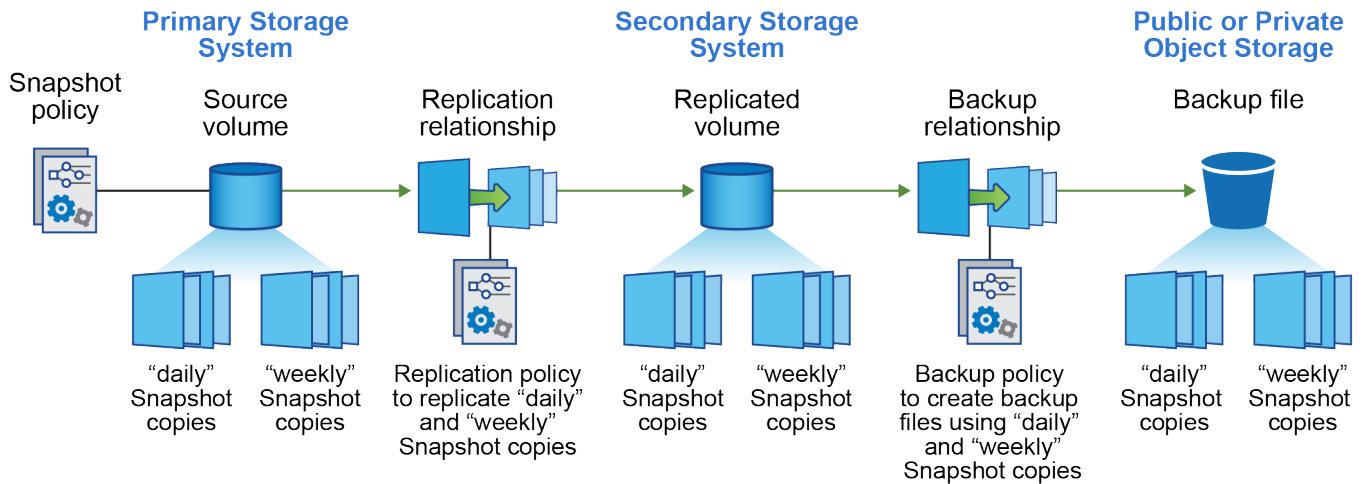 Primary Storage
System
Secondary Storage
System
Public or Private
Object Storage
Snapshot
policy
Source
volume
Replication
relationship
Replicated
volume
Backup
relationship
Backup file
“daily”
Snapshot
copies
“weekly”
Snapshot
copies
Replication policy
to replicate “daily”
and “weekly”
Snapshot copies
“daily”
Snapshot
copies
“weekly”
Snapshot
copies
Backup policy
to create backup
files using “daily”
and “weekly”
Snapshot copies
“daily”
Snapshot
copies
“weekly”
Snapshot
copies